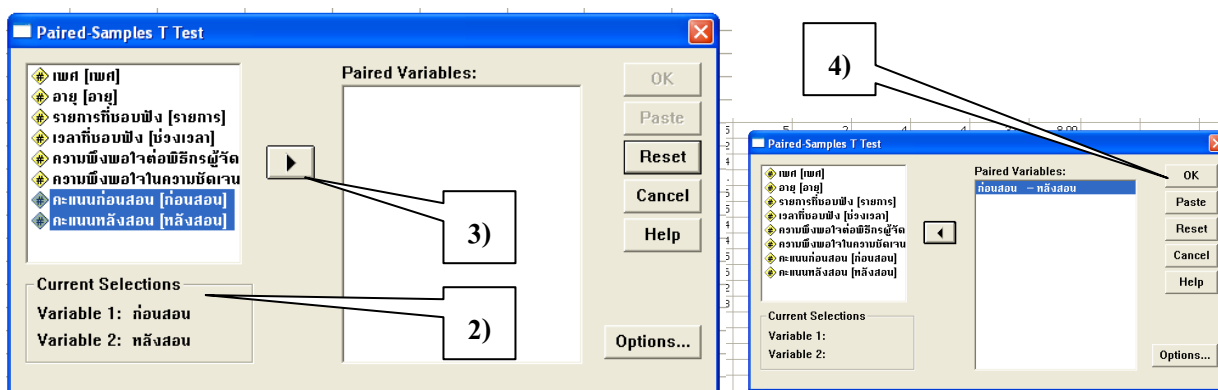 Paired-Samples T Test
เพศ [เพศ]
อายุ [อายุ]
รายการที่ชอบฟัง [รายการ]
เวลาที่ชอบฟัง [ช่วงเวลา]
ความพึงพอใจต่อพิธีกรผู้จัด
ความพึงพอใจในความชัดเจน
คะแนนก่อนสอน [ก่อนสอน]
คะแนนหลังสอน [หลังสอน]
Current Selections
Variable 1: ก่อนสอน
Variable 2: หลังสอน
Paired Variables:
OK
Paste
Reset
Cancel
Help
Options...
3)
2)
4)
Paired-Samples T Test
เพศ [เพศ]
อายุ [อายุ]
รายการที่ชอบฟัง [รายการ]
เวลาที่ชอบฟัง [ช่วงเวลา]
ความพึงพอใจต่อพิธีกรผู้จัด
ความพึงพอใจในความชัดเจน
คะแนนก่อนสอน [ก่อนสอน]
คะแนนหลังสอน [หลังสอน]
Current Selections
Variable 1:
Variable 2:
Paired Variables:
ก่อนสอน – หลังสอน
OK
Paste
Reset
Cancel
Help
Options...